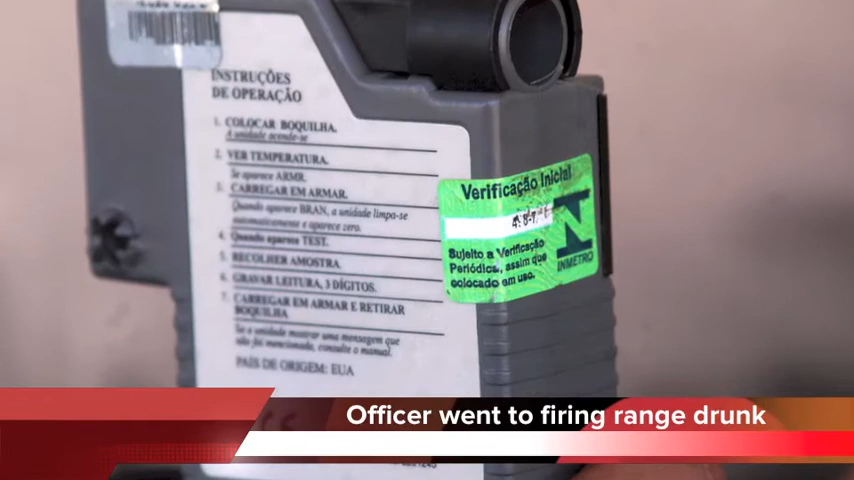 INSTRUÇÕES
DE OPERAÇÃO
1. COLOCAR BOQUILHA.
A unidade acende-se
2. VER TEMPERATURA.
Se aparece ARMR.
3. CARREGAR EM ARMAR.
Quando aparece BRAN, a unidade limpa-se
automaticamente e aparece zero.
4. Quando aparece TEST.
5. RECOLHER AMOSTRA.
6. GRAVAR LEITURA, 3 DÍGITOS.
7. CARREGAR EM ARMAR E RETIRAR
BOQUILHA
Se a unidade mostrar uma mensagem que
não foi mencionada, consulte o manual.
PAÍS DE ORIGEM: EUA
Verificação Inicial
Sujeito a Verificação
Periódica, assim que
colocado em uso.
INMETRO
Officer went to firing range drunk